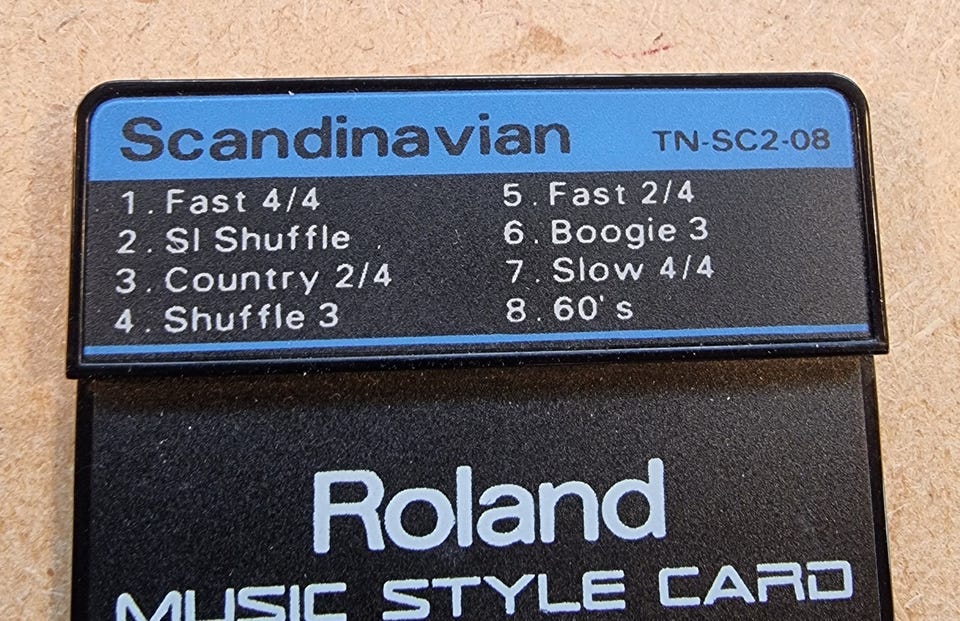 Scandinavian TN-SC2-08
1. Fast 4/4
2. Sl Shuffle
3. Country 2/4
4. Shuffle 3
5. Fast 2/4
6. Boogie 3
7. Slow 4/4
8. 60's
Roland
MUSIC STYLE CARD